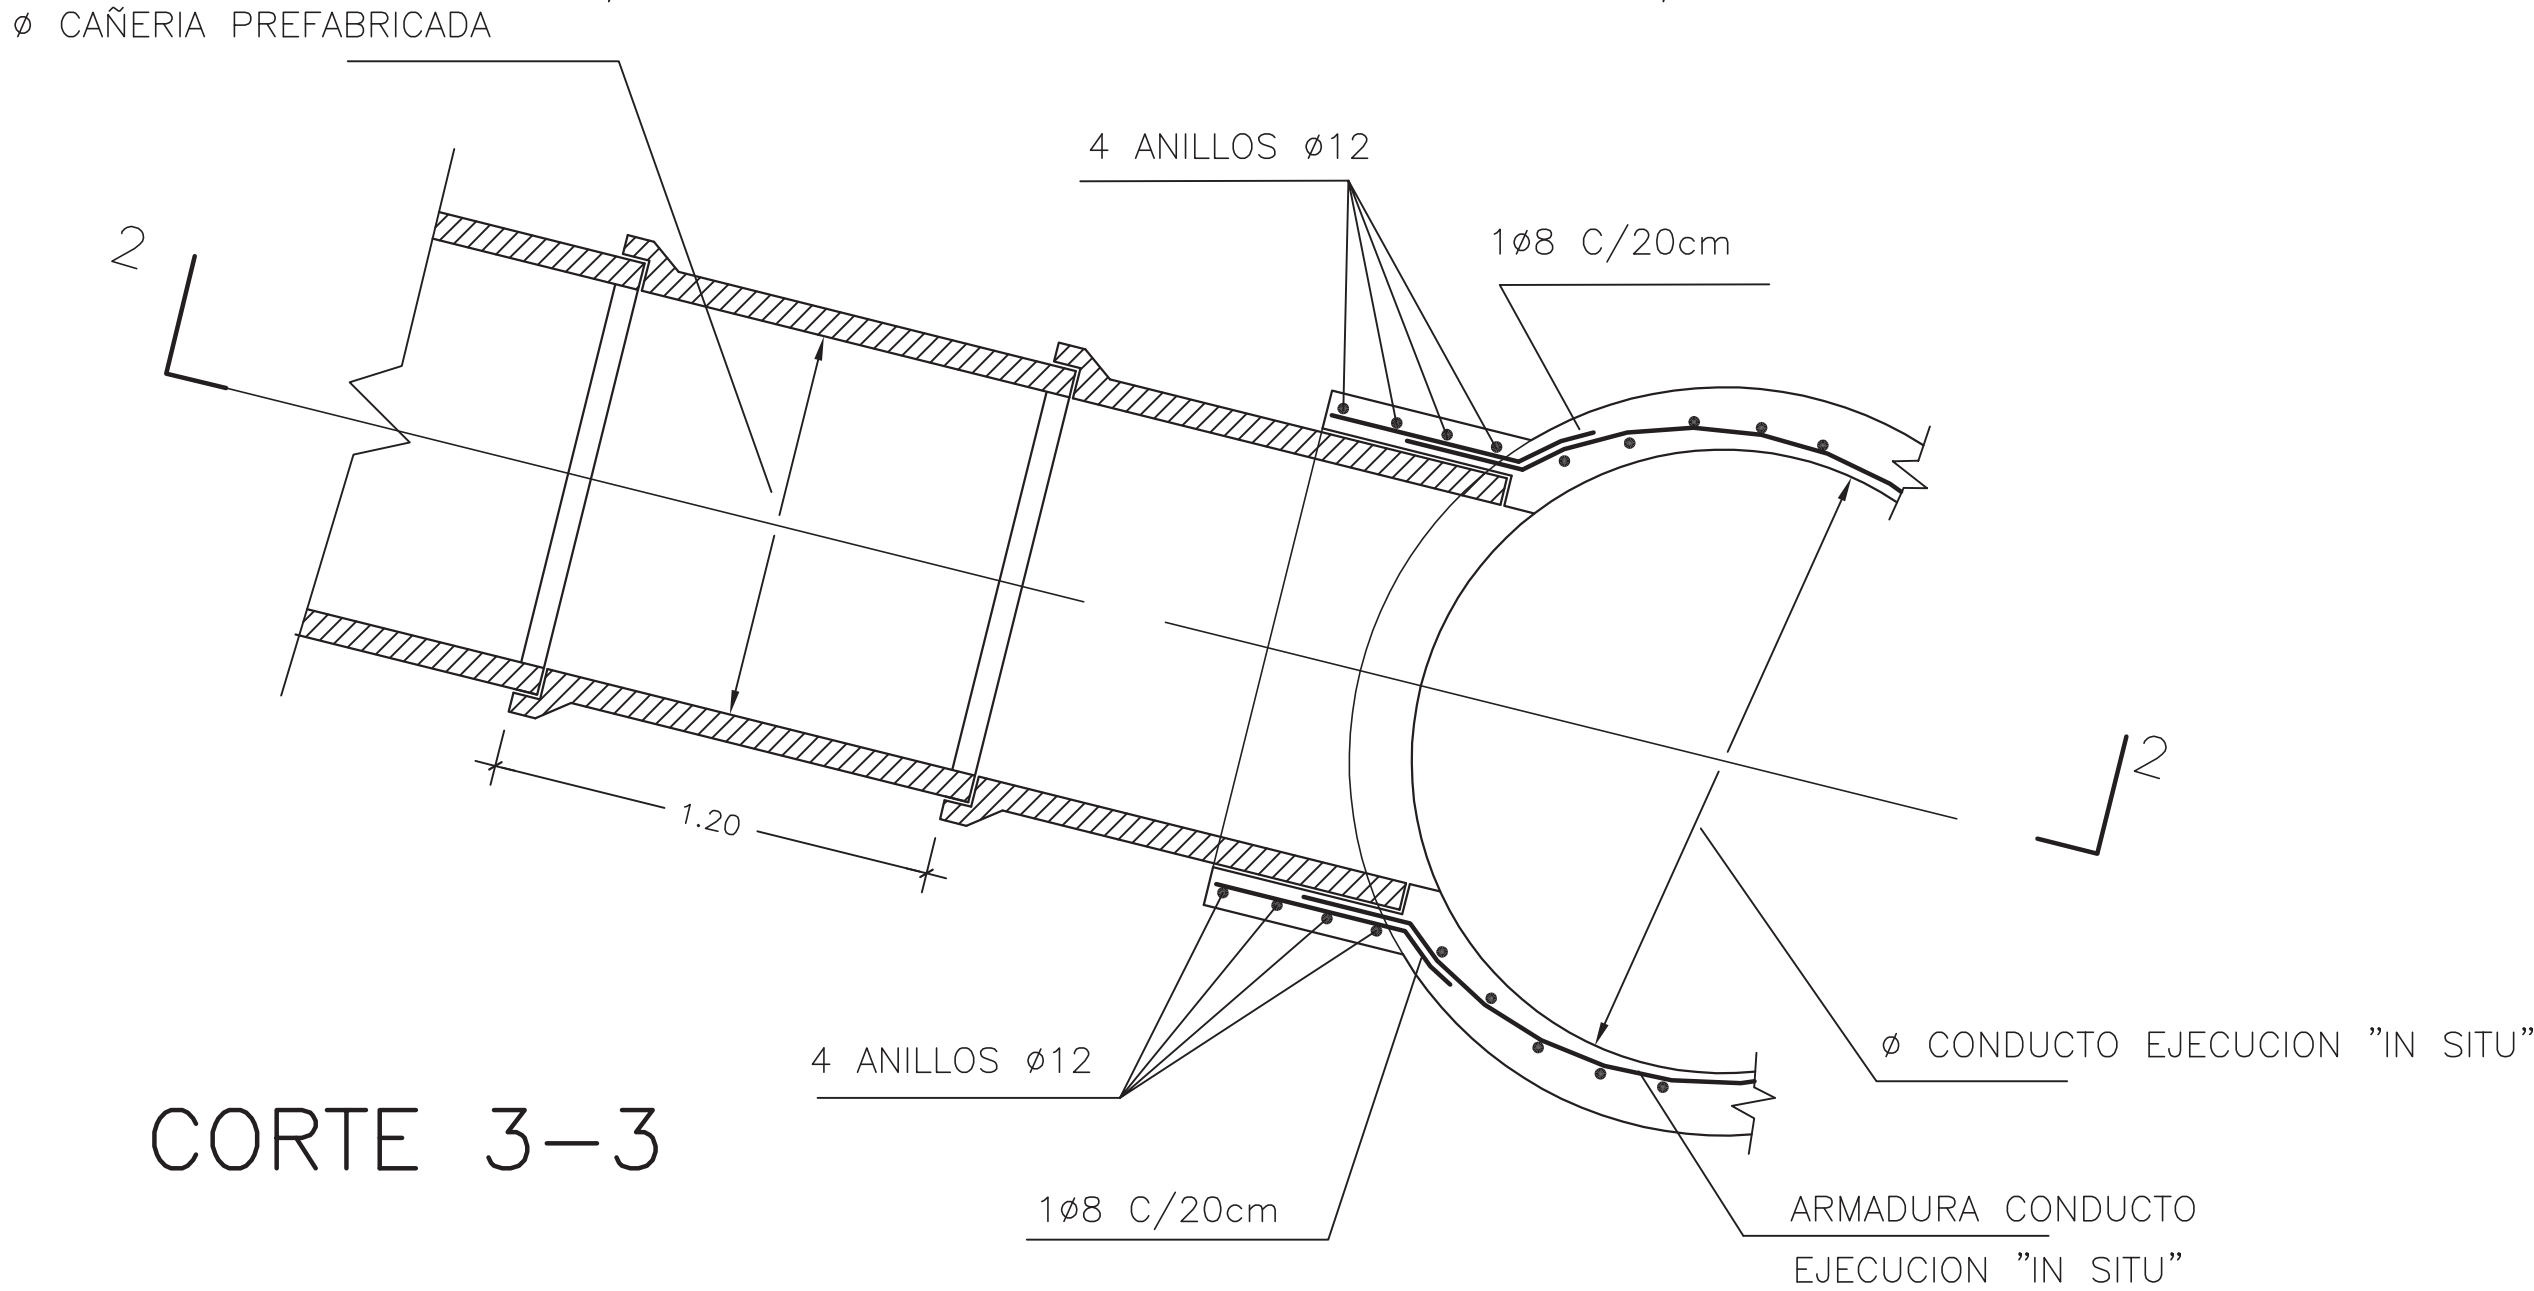 ø CAÑERIA PREFABRICADA
4 ANILLOS ø12
1ø8 C/20cm
2
2
1.20
4 ANILLOS ø12
ø CONDUCTO EJECUCION "IN SITU"
CORTE 3-3
1ø8 C/20cm
ARMADURA CONDUCTO
EJECUCION "IN SITU"